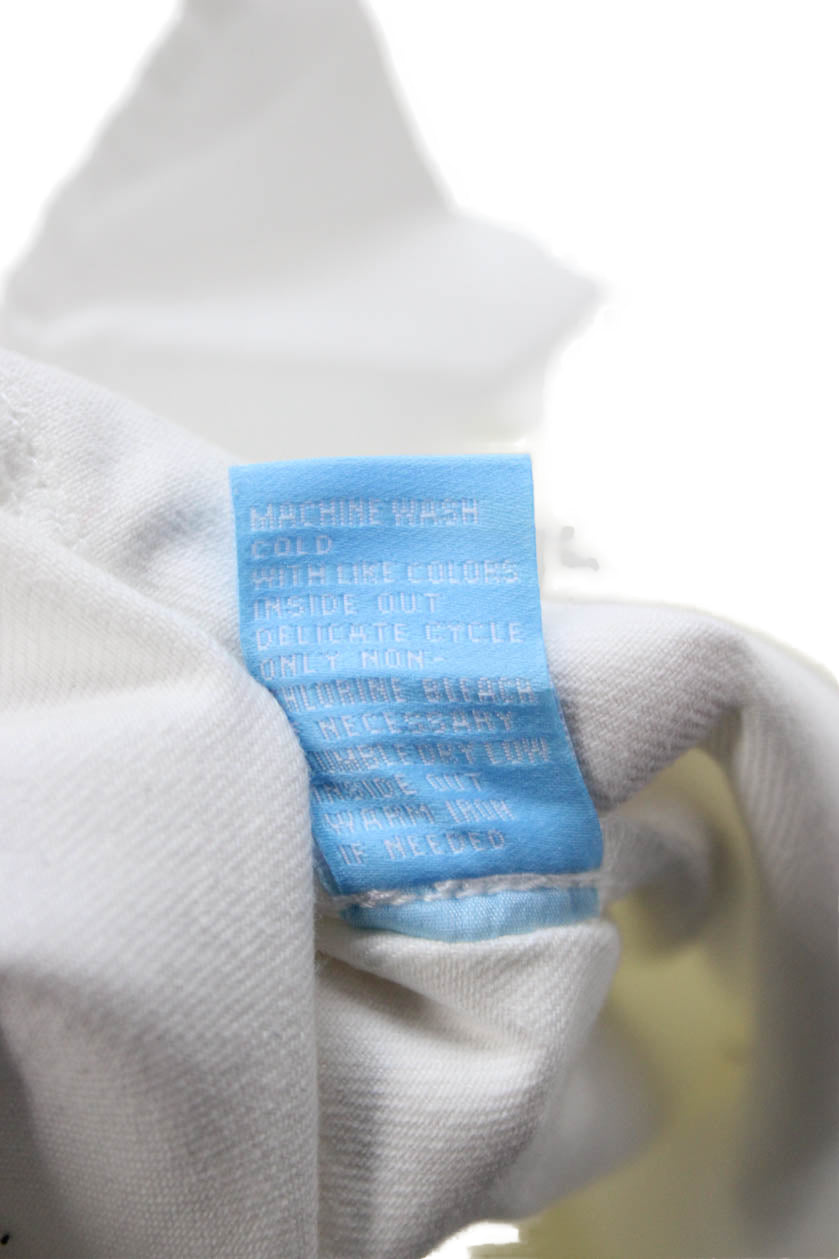 MACHINE WASH
COLD
WITH LIKE COLORS
INSIDE OUT
DELICATE CYCLE
ONLY NON-
CHLORINE BLEACH
NECESSARY
TUMBLE DRY LOW
INSIDE OUT
WARM IRON
IF NEEDED